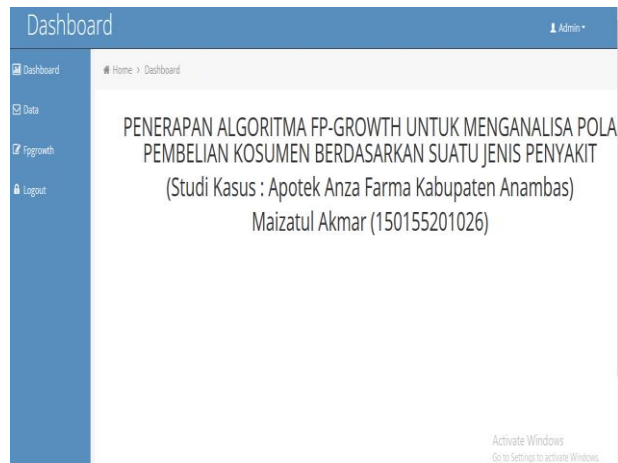 Dashboard
Admin
Dashboard
Home > Dashboard
Data
Fpgrowth
Logout
PENERAPAN ALGORITMA FP-GROWTH UNTUK MENGANALISA POLA
PEMBELIAN KOSUMEN BERDASARKAN SUATU JENIS PENYAKIT
(Studi Kasus : Apotek Anza Farma Kabupaten Anambas)
Maizatul Akmar (150155201026)
Activate Windows
Go to Settings to activate Windows.